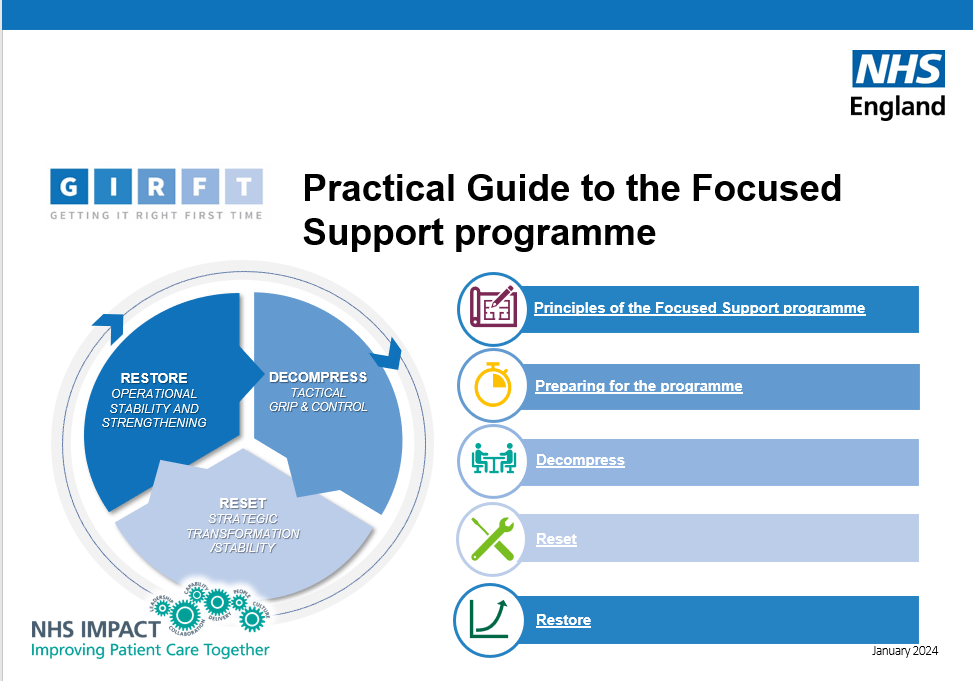 NHS
England
G I R F T
GETTING IT RIGHT FIRST TIME
Practical Guide to the Focused
Support programme
RESTORE
OPERATIONAL
STABILITY AND
STRENGTHENING
DECOMPRESS
TACTICAL
GRIP & CONTROL
RESET
STRATEGIC
TRANSFORMATION
/STABILITY
Principles of the Focused Support programme
Preparing for the programme
Decompress
Reset
Restore
LEADERSHIP
CAPABILITY
PEOPLE
CULTURE
COLLABORATION
DELIVERY
NHS IMPACT
Improving Patient Care Together
January 2024